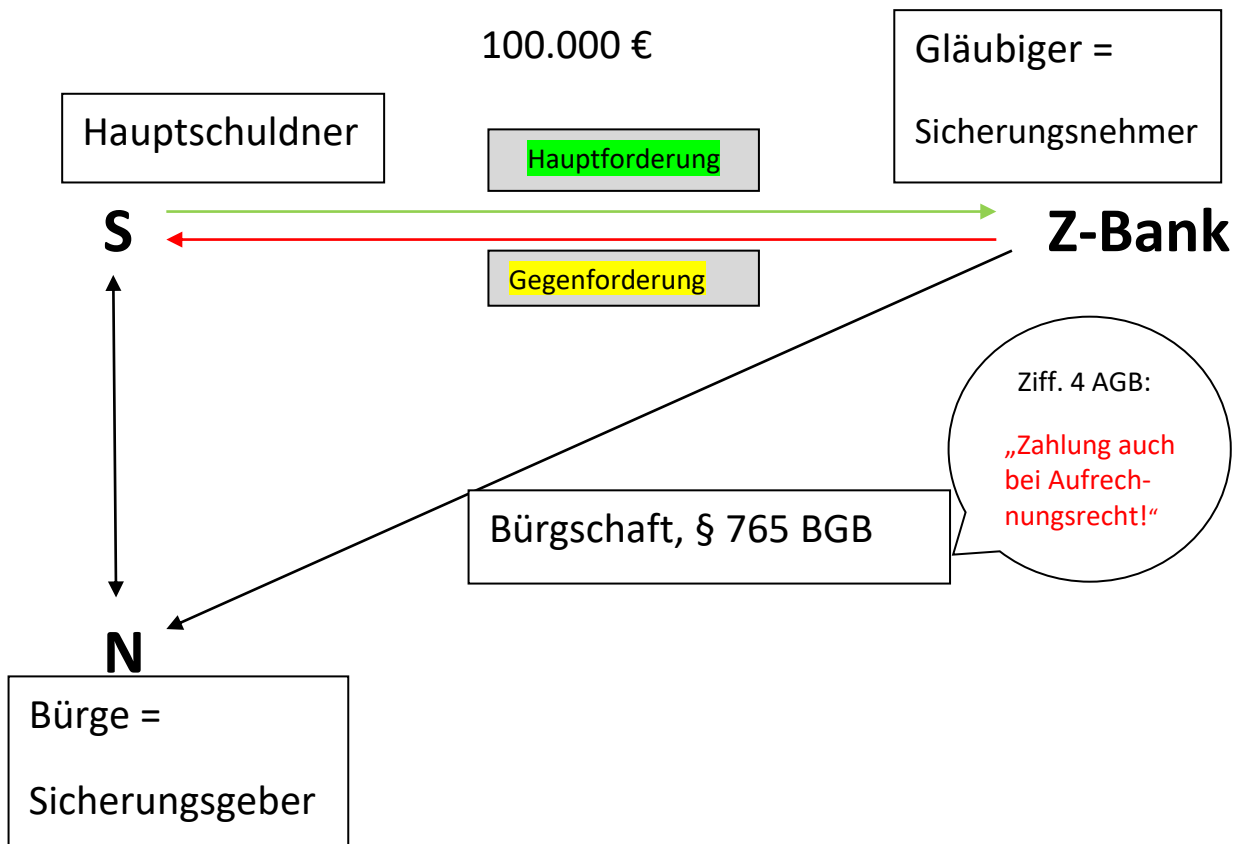 100.000 €
Gläubiger =
Sicherungsnehmer
Hauptschuldner
Hauptforderung
S
Z-Bank
Gegenforderung
Ziff. 4 AGB:
„Zahlung auch
bei Aufrech-
nungsrecht!“
Bürgschaft, § 765 BGB
N
Bürge =
Sicherungsgeber